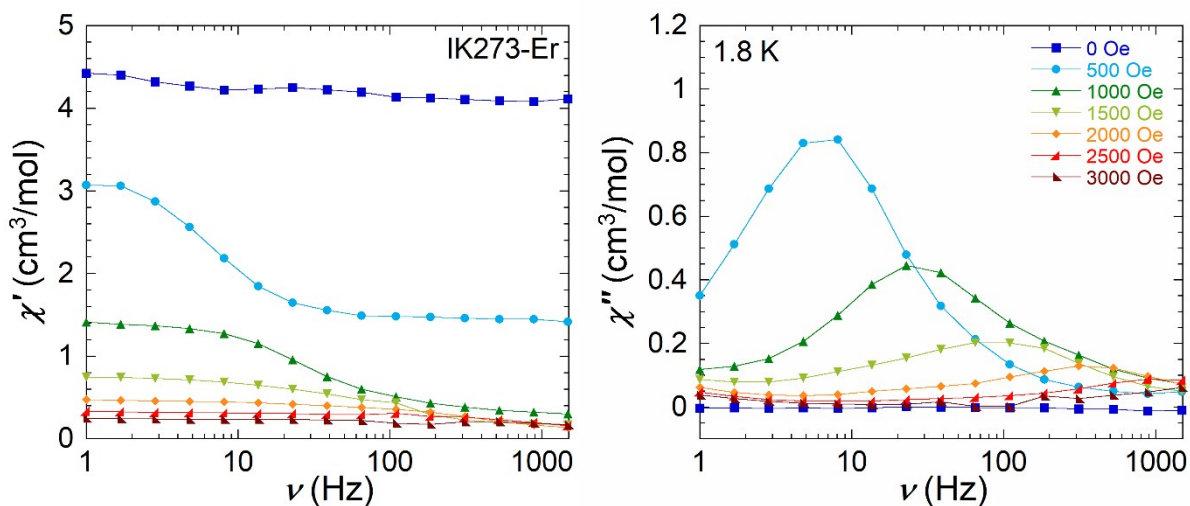 IK273-Er
χ′ (cm³/mol)
5
4
3
2
1
0
1
10
100
1000
ν (Hz)
1.8 K
0 Oe
500 Oe
1000 Oe
1500 Oe
2000 Oe
2500 Oe
3000 Oe
χ″ (cm³/mol)
1.2
1
0.8
0.6
0.4
0.2
0
1
10
100
1000
ν (Hz)